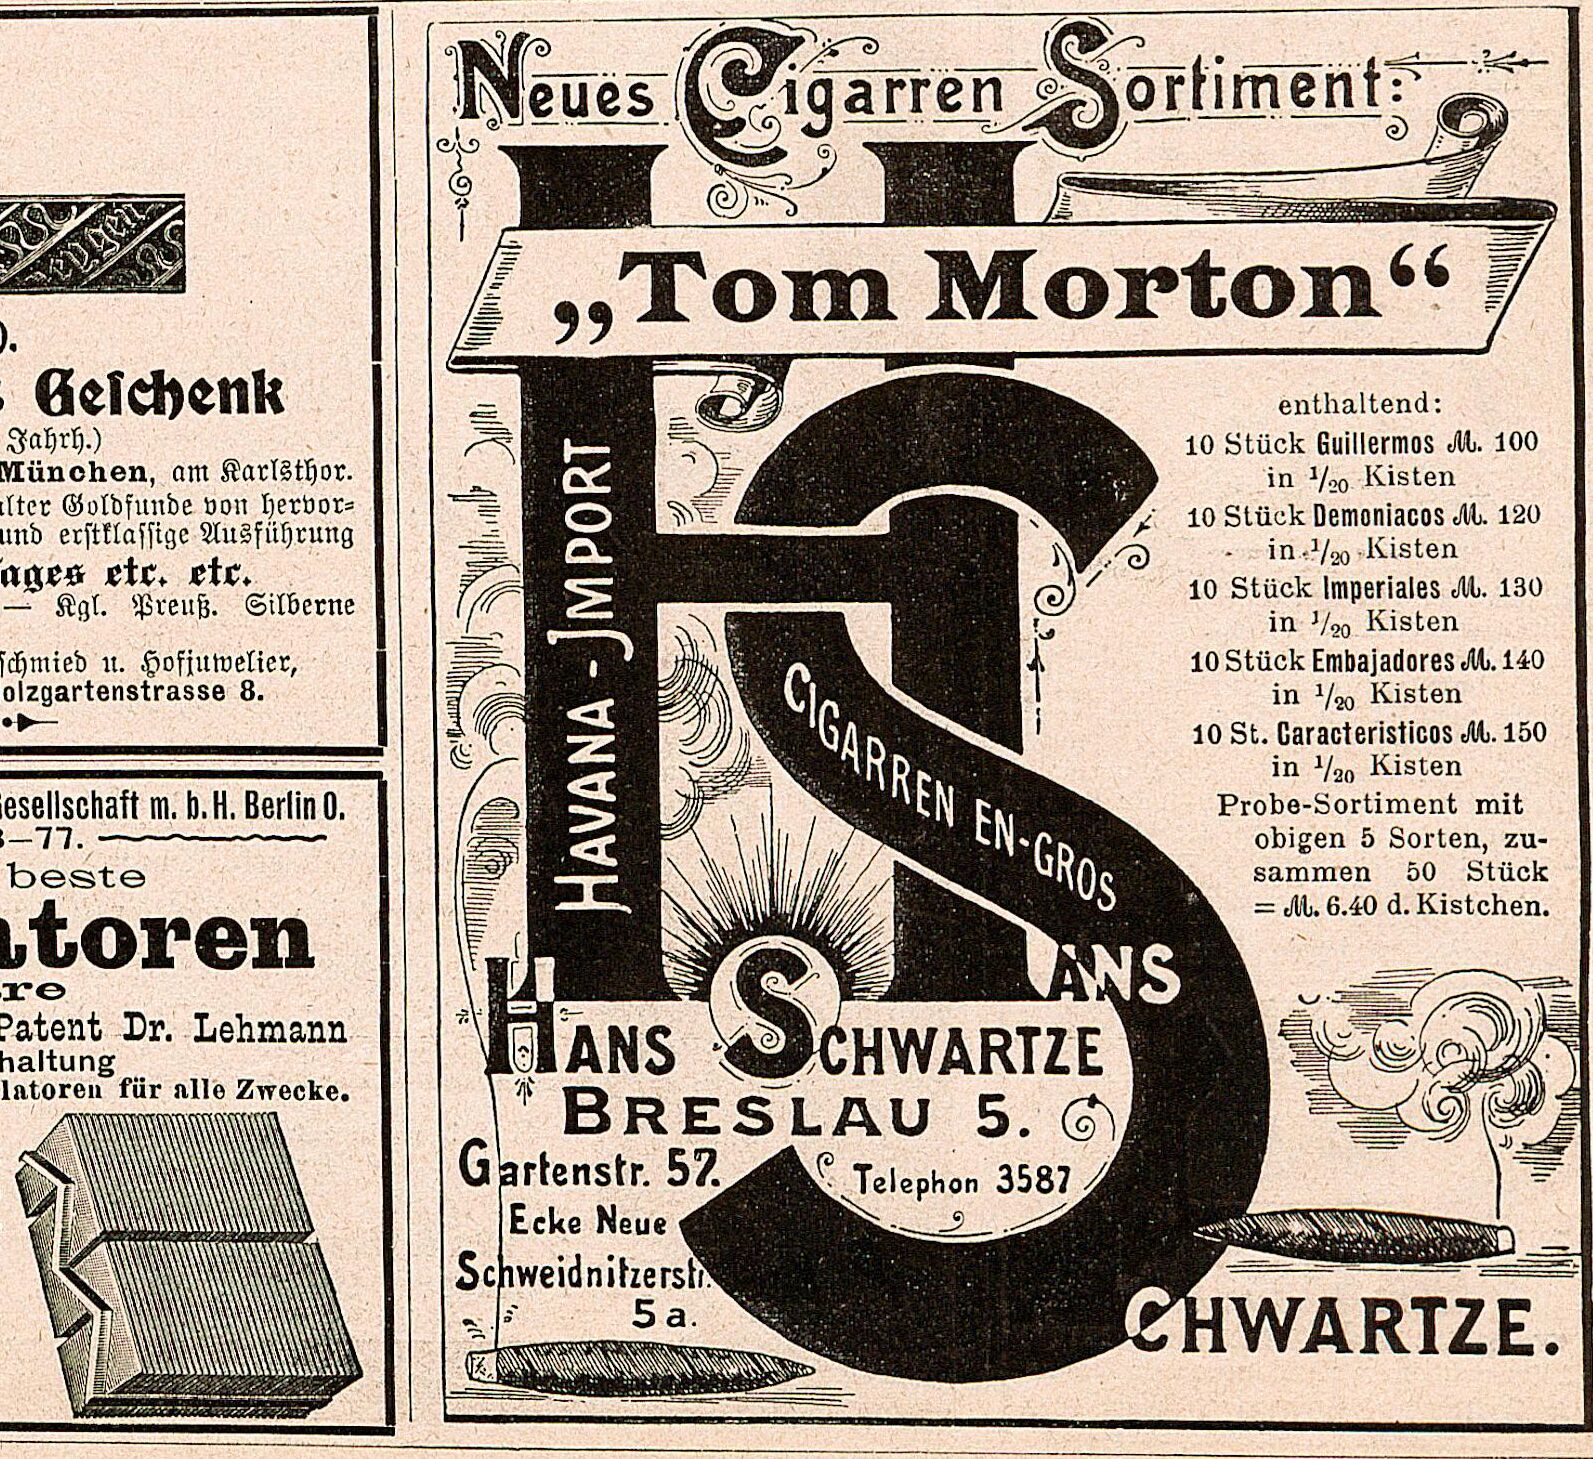 ).
Geſchenk
Jahrh.)
München, am Karlsthor.
alter Goldfunde von hervor=
und erſtklaſſige Ausführung
ages etc. etc.
— Kgl. Preuß. Silberne
ſchmied u. Hofjuwelier,
olzgartenstrasse 8.
Gesellschaft m. b. H. Berlin O.
3–77.
beste
atoren
re
Patent Dr. Lehmann
haltung
latoren für alle Zwecke.
Neues Cigarren Sortiment:
„Tom Morton“
HAVANA-IMPORT
CIGARREN EN-GROS
enthaltend:
10 Stück Guillermos M. 100
in 1/20 Kisten
10 Stück Demoniacos M. 120
in 1/20 Kisten
10 Stück Imperiales M. 130
in 1/20 Kisten
10 Stück Embajadores M. 140
in 1/20 Kisten
10 St. Caracteristicos M. 150
in 1/20 Kisten
Probe-Sortiment mit
obigen 5 Sorten, zu-
sammen 50 Stück
= M. 6.40 d. Kistchen.
HANS
HANS SCHWARTZE
BRESLAU 5.
Gartenstr. 57.
Telephon 3587
Ecke Neue
Schweidnitzerstr.
5a.
SCHWARTZE.